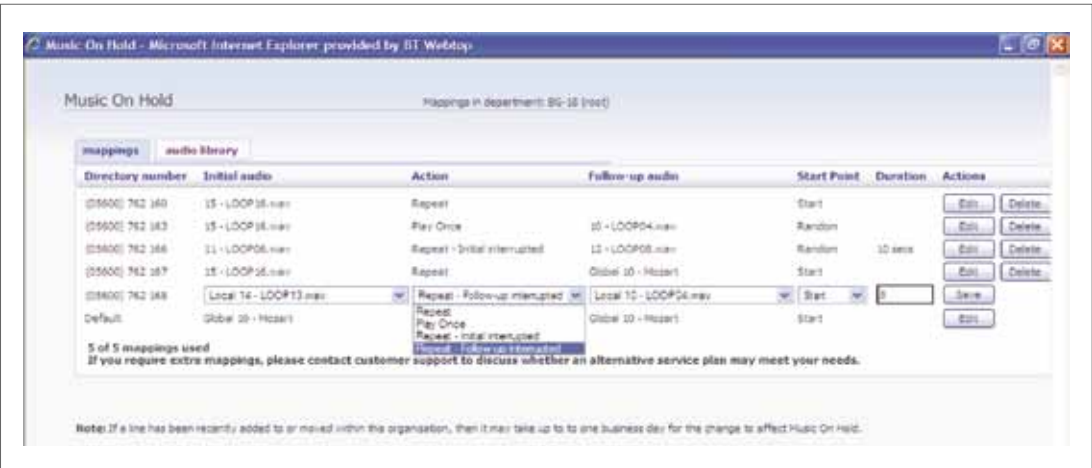 Music On Hold - Microsoft Internet Explorer provided by BT Webtop
Music On Hold
Mappings in department: BG-18 (root)
mappings audio library
Directory number Initial audio Action Follow-up audio Start Point Duration Actions
(05600) 762 160 15 - LOOP16.wav Repeat Start Edit Delete
(05600) 762 163 15 - LOOP16.wav Play Once 10 - LOOP04.wav Random Edit Delete
(05600) 762 166 11 - LOOP06.wav Repeat - Initial interrupted 12 - LOOP08.wav Random 10 secs Edit Delete
(05600) 762 167 15 - LOOP16.wav Repeat Global 10 - Mozart Start Edit Delete
(05600) 762 168 Local 14 - LOOP13.wav Repeat - Follow-up interrupted Local 10 - LOOP04.wav Start Save
Default Global 10 - Mozart Global 10 - Mozart Start Edit
Repeat
Play Once
Repeat - Initial interrupted
Repeat - Follow-up interrupted
5 of 5 mappings used
If you require extra mappings, please contact customer support to discuss whether an alternative service plan may meet your needs.
Note: If a line has been recently added to or moved within the organisation, then it may take up to to one business day for the change to affect Music On Hold.